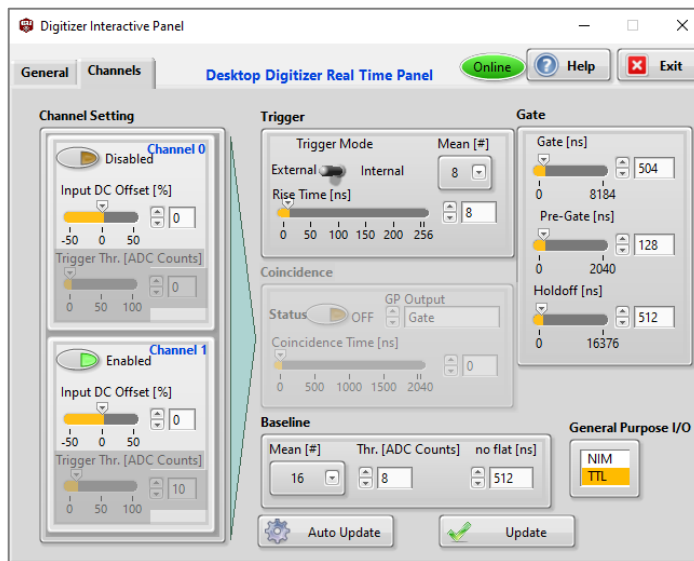 Digitizer Interactive Panel
General
Channels
Desktop Digitizer Real Time Panel
Online
Help
Exit
Channel Setting
Channel 0
Disabled
Input DC Offset [%]
0
-50 0 50
Trigger Thr. [ADC Counts]
0
0 50 100
Channel 1
Enabled
Input DC Offset [%]
0
-50 0 50
Trigger Thr. [ADC Counts]
10
0 50 100
Trigger
Trigger Mode
Mean [#]
External Internal
8
Rise Time [ns]
8
0 50 100 150 200 256
Coincidence
GP Output
Status OFF Gate
Coincidence Time [ns]
0
0 500 1000 1500 2040
Baseline
Mean [#] Thr. [ADC Counts] no flat [ns]
16 8 512
Gate
Gate [ns]
504
0 8184
Pre-Gate [ns]
128
0 2040
Holdoff [ns]
512
0 16376
General Purpose I/O
NIM
TTL
Auto Update
Update